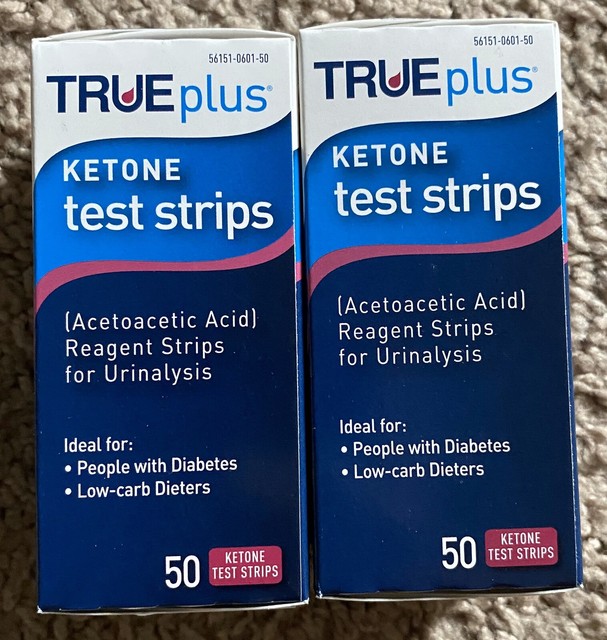 56151-0601-50
TRUEplus®
KETONE
test strips
(Acetoacetic Acid)
Reagent Strips
for Urinalysis
Ideal for:
• People with Diabetes
• Low-carb Dieters
50 KETONE
TEST STRIPS
56151-0601-50
TRUEplus®
KETONE
test strips
(Acetoacetic Acid)
Reagent Strips
for Urinalysis
Ideal for:
• People with Diabetes
• Low-carb Dieters
50 KETONE
TEST STRIPS